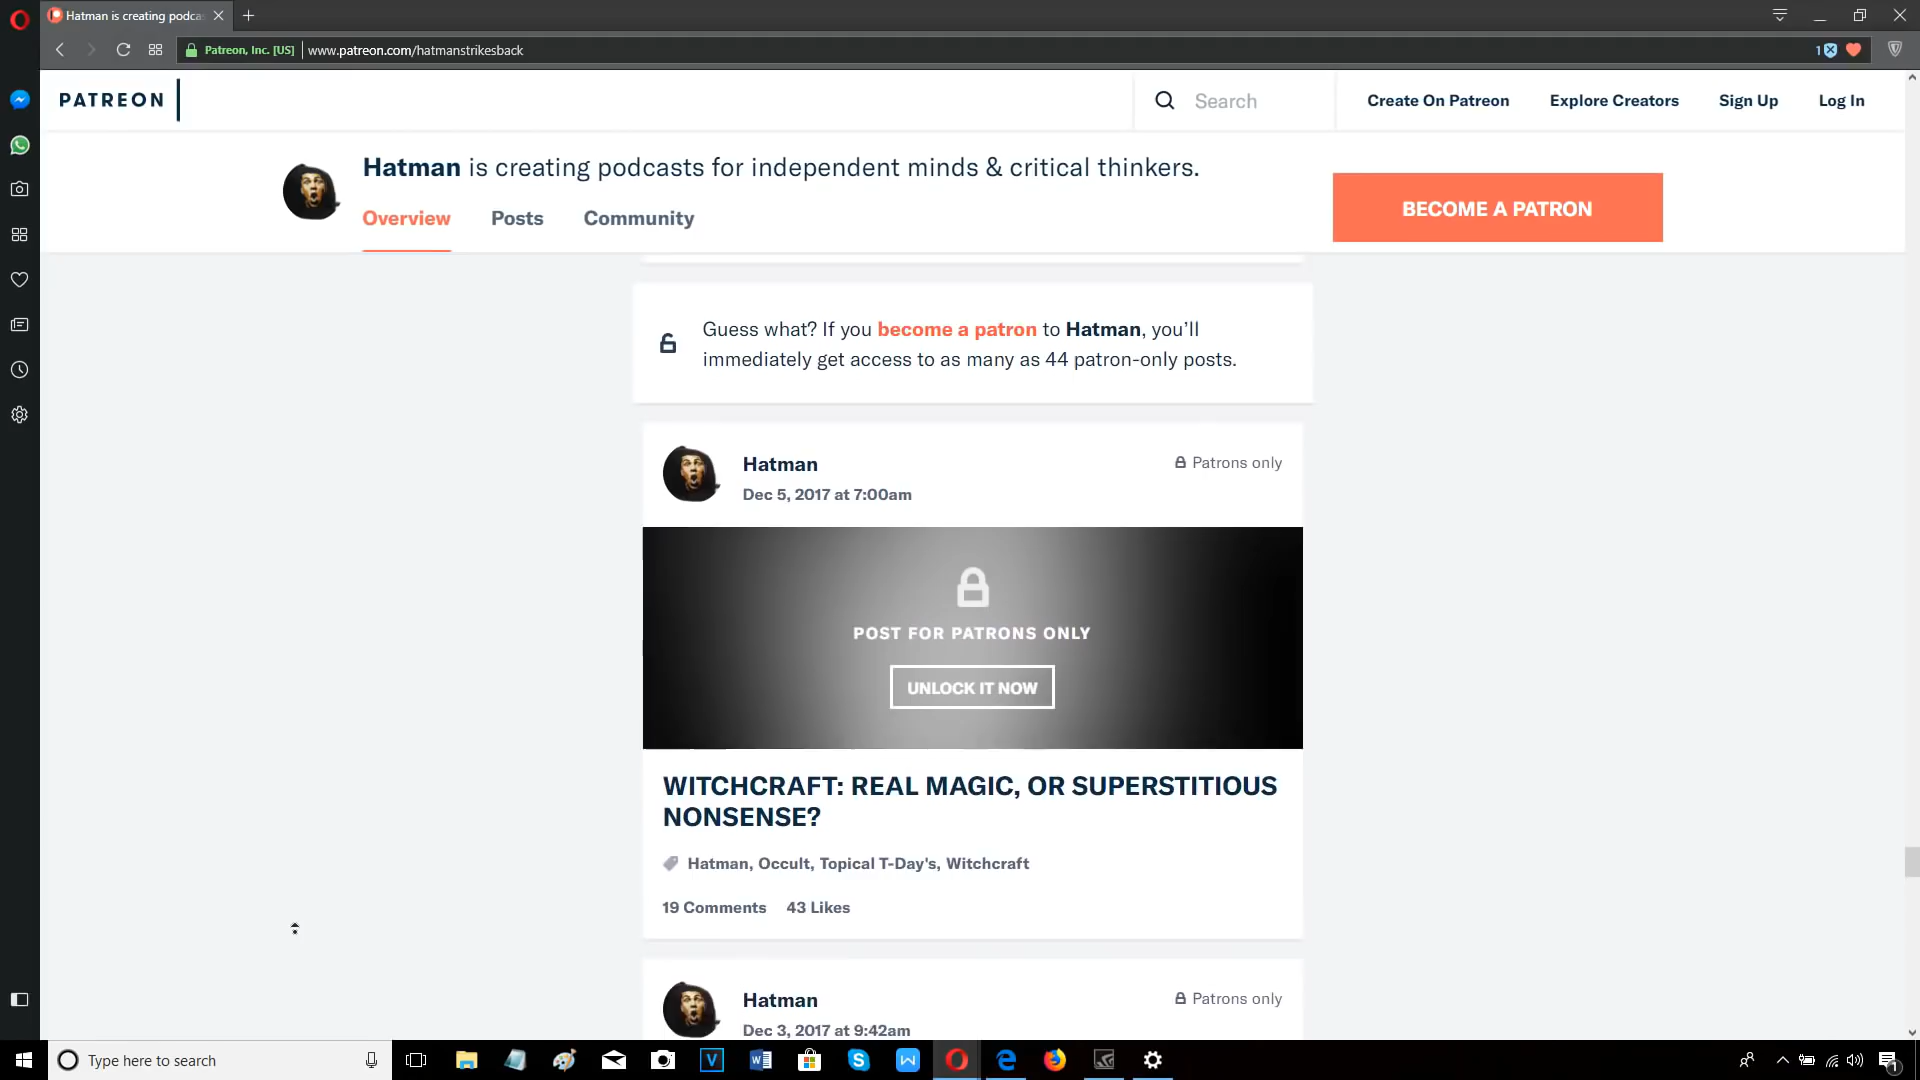 Hatman is creating podca
Patreon, Inc. [US]
www.patreon.com/hatmanstrikesback
1
PATREON
Search
Create On Patreon
Explore Creators
Sign Up
Log In
Hatman is creating podcasts for independent minds & critical thinkers.
Overview
Posts
Community
BECOME A PATRON
Guess what? If you become a patron to Hatman, you'll
immediately get access to as many as 44 patron-only posts.
Hatman
Patrons only
Dec 5, 2017 at 7:00am
POST FOR PATRONS ONLY
UNLOCK IT NOW
WITCHCRAFT: REAL MAGIC, OR SUPERSTITIOUS
NONSENSE?
Hatman, Occult, Topical T-Day's, Witchcraft
19 Comments 43 Likes
Hatman
Patrons only
Dec 3, 2017 at 9:42am
Type here to search
1